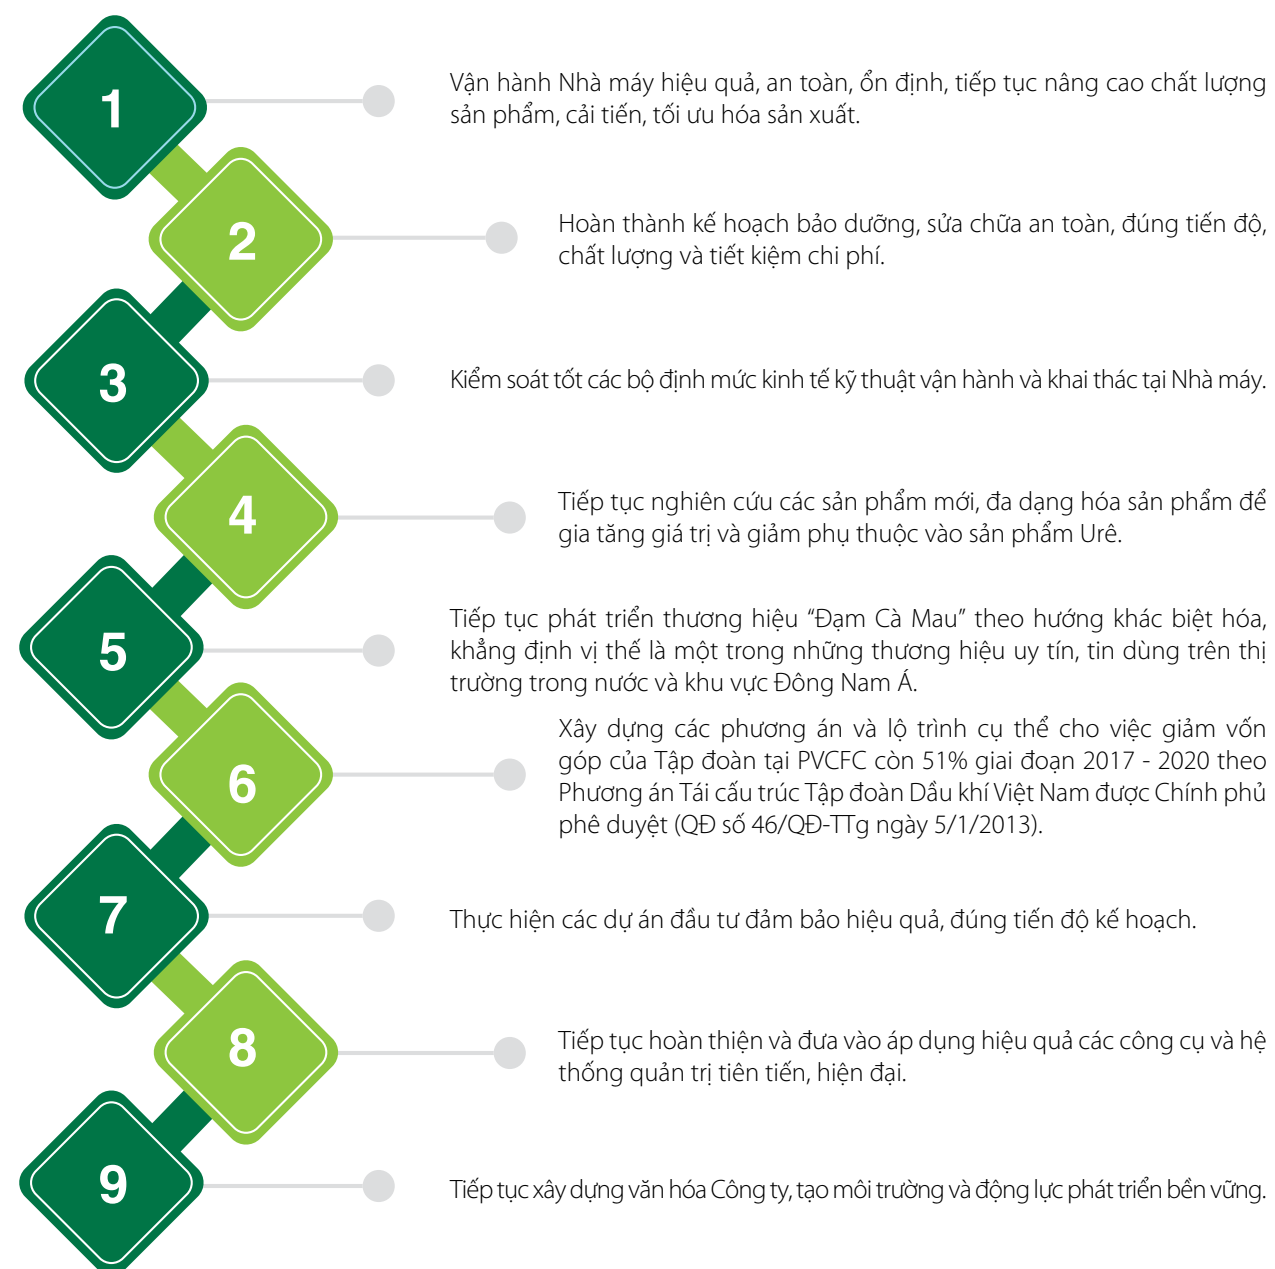 1
Vận hành Nhà máy hiệu quả, an toàn, ổn định, tiếp tục nâng cao chất lượng
sản phẩm, cải tiến, tối ưu hóa sản xuất.
2
Hoàn thành kế hoạch bảo dưỡng, sửa chữa an toàn, đúng tiến độ,
chất lượng và tiết kiệm chi phí.
3
Kiểm soát tốt các bộ định mức kinh tế kỹ thuật vận hành và khai thác tại Nhà máy.
4
Tiếp tục nghiên cứu các sản phẩm mới, đa dạng hóa sản phẩm để
gia tăng giá trị và giảm phụ thuộc vào sản phẩm Urê.
5
Tiếp tục phát triển thương hiệu “Đạm Cà Mau” theo hướng khác biệt hóa,
khẳng định vị thế là một trong những thương hiệu uy tín, tin dùng trên thị
trường trong nước và khu vực Đông Nam Á.
6
Xây dựng các phương án và lộ trình cụ thể cho việc giảm vốn
góp của Tập đoàn tại PVCFC còn 51% giai đoạn 2017 - 2020 theo
Phương án Tái cấu trúc Tập đoàn Dầu khí Việt Nam được Chính phủ
phê duyệt (QĐ số 46/QĐ-TTg ngày 5/1/2013).
7
Thực hiện các dự án đầu tư đảm bảo hiệu quả, đúng tiến độ kế hoạch.
8
Tiếp tục hoàn thiện và đưa vào áp dụng hiệu quả các công cụ và hệ
thống quản trị tiên tiến, hiện đại.
9
Tiếp tục xây dựng văn hóa Công ty, tạo môi trường và động lực phát triển bền vững.